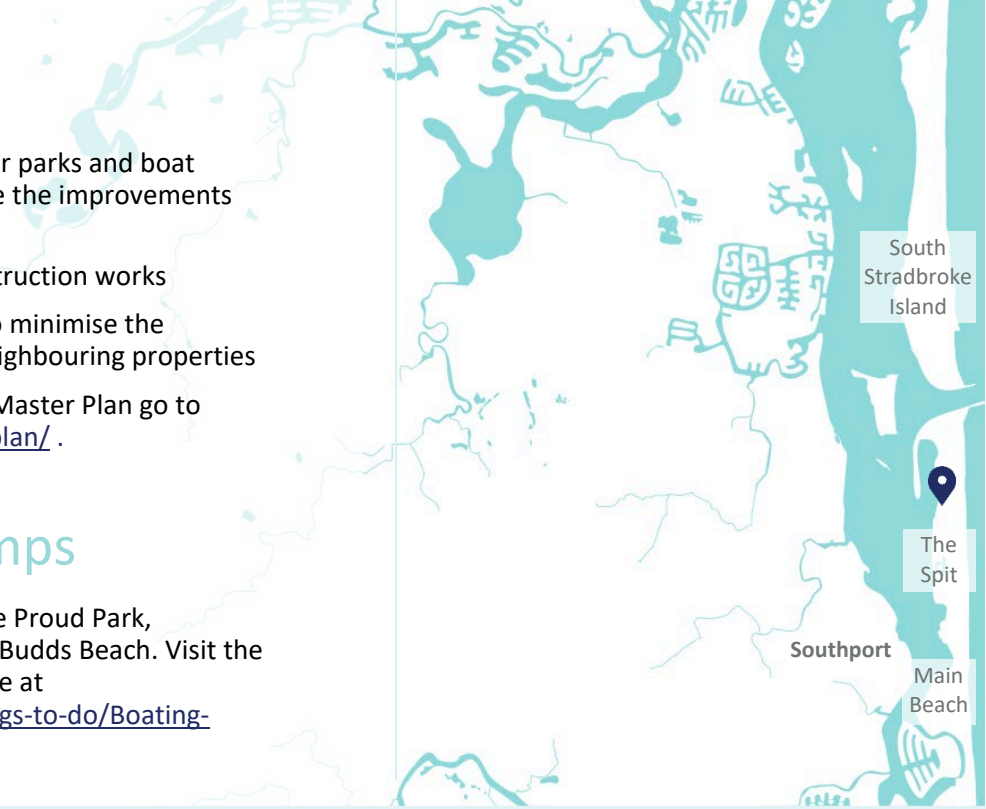 r parks and boat
e the improvements
truction works
o minimise the
ighbouring properties
Master Plan go to
olan/ .
mps
e Proud Park,
Budds Beach. Visit the
e at
gs-to-do/Boating-
South
Stradbroke
Island
The
Spit
Southport
Main
Beach